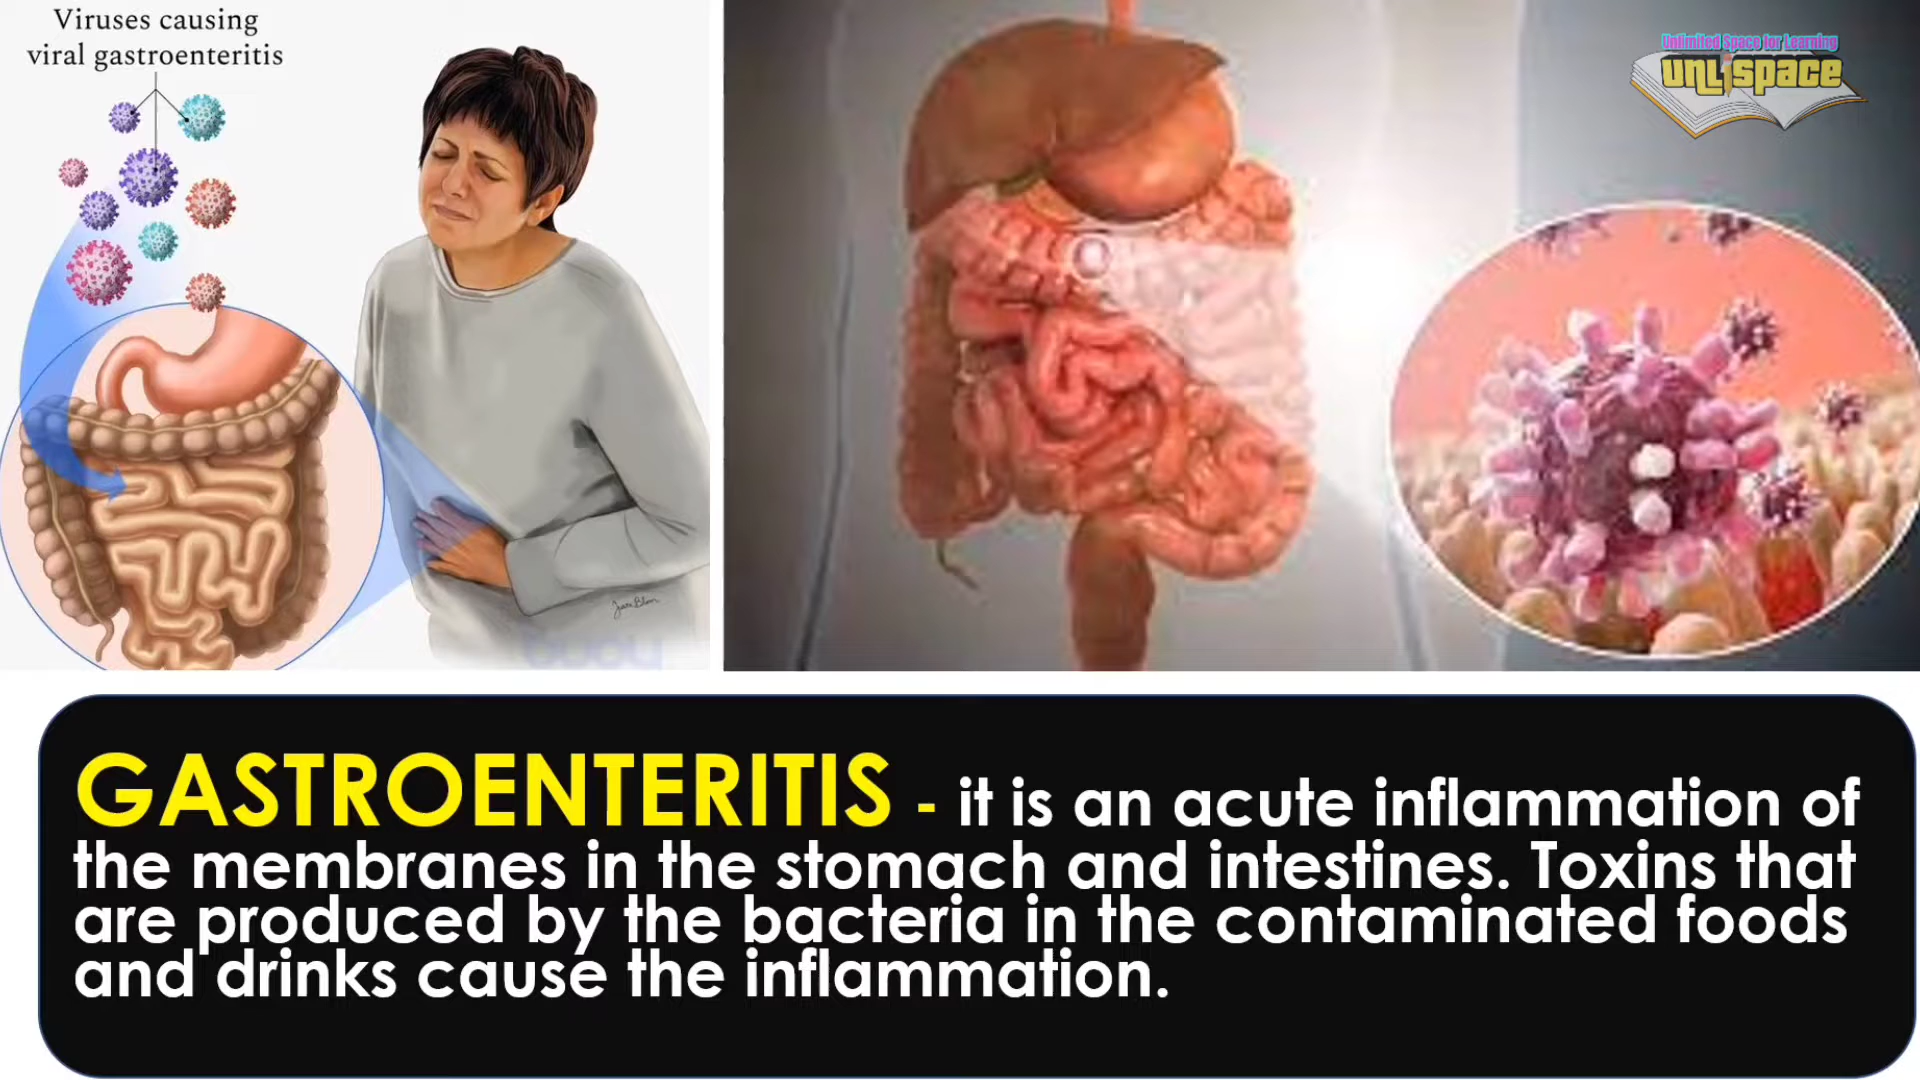 Viruses causing
viral gastroenteritis
Unlimited Space for Learning
UNLISPACE
GASTROENTERITIS - it is an acute inflammation of
the membranes in the stomach and intestines. Toxins that
are produced by the bacteria in the contaminated foods
and drinks cause the inflammation.